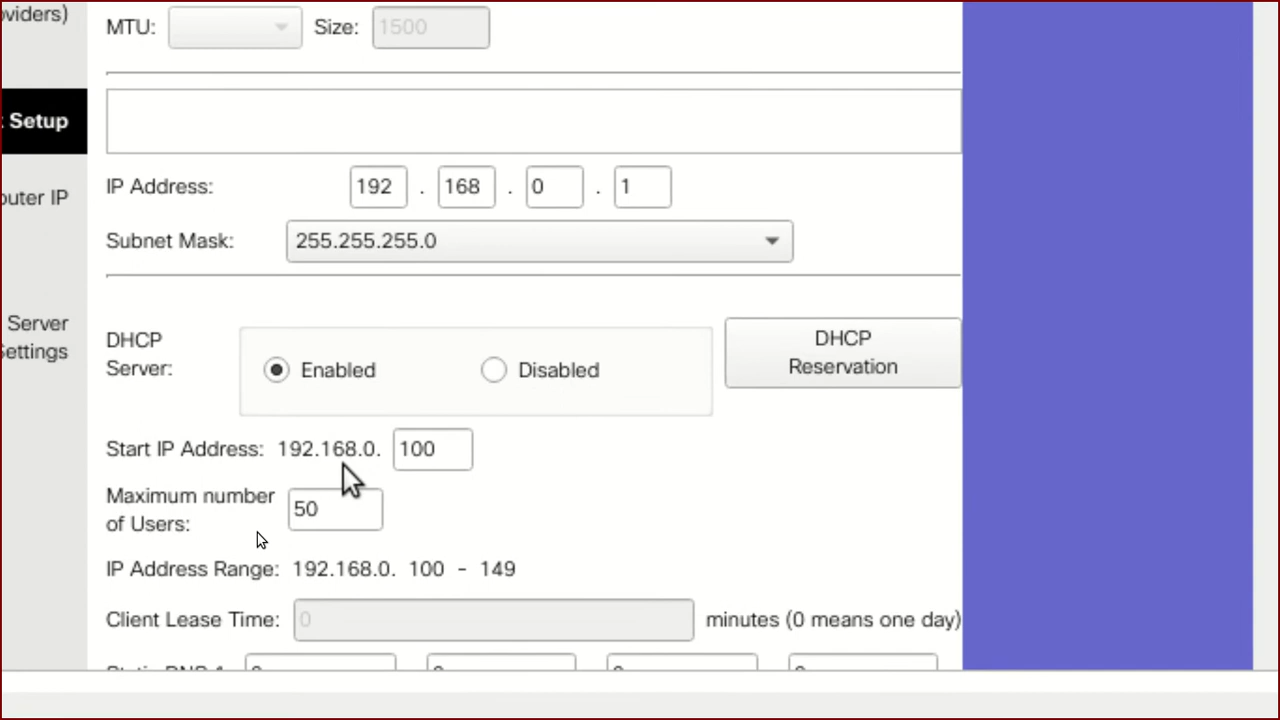 oviders)
MTU: Size: 1500
Setup
IP Address: 192 . 168 . 0 . 1
outer IP
Subnet Mask: 255.255.255.0
Server
Settings
DHCP
Server:
Enabled Disabled
DHCP
Reservation
Start IP Address: 192.168.0. 100
Maximum number
of Users:
50
IP Address Range: 192.168.0. 100 - 149
Client Lease Time: 0 minutes (0 means one day)